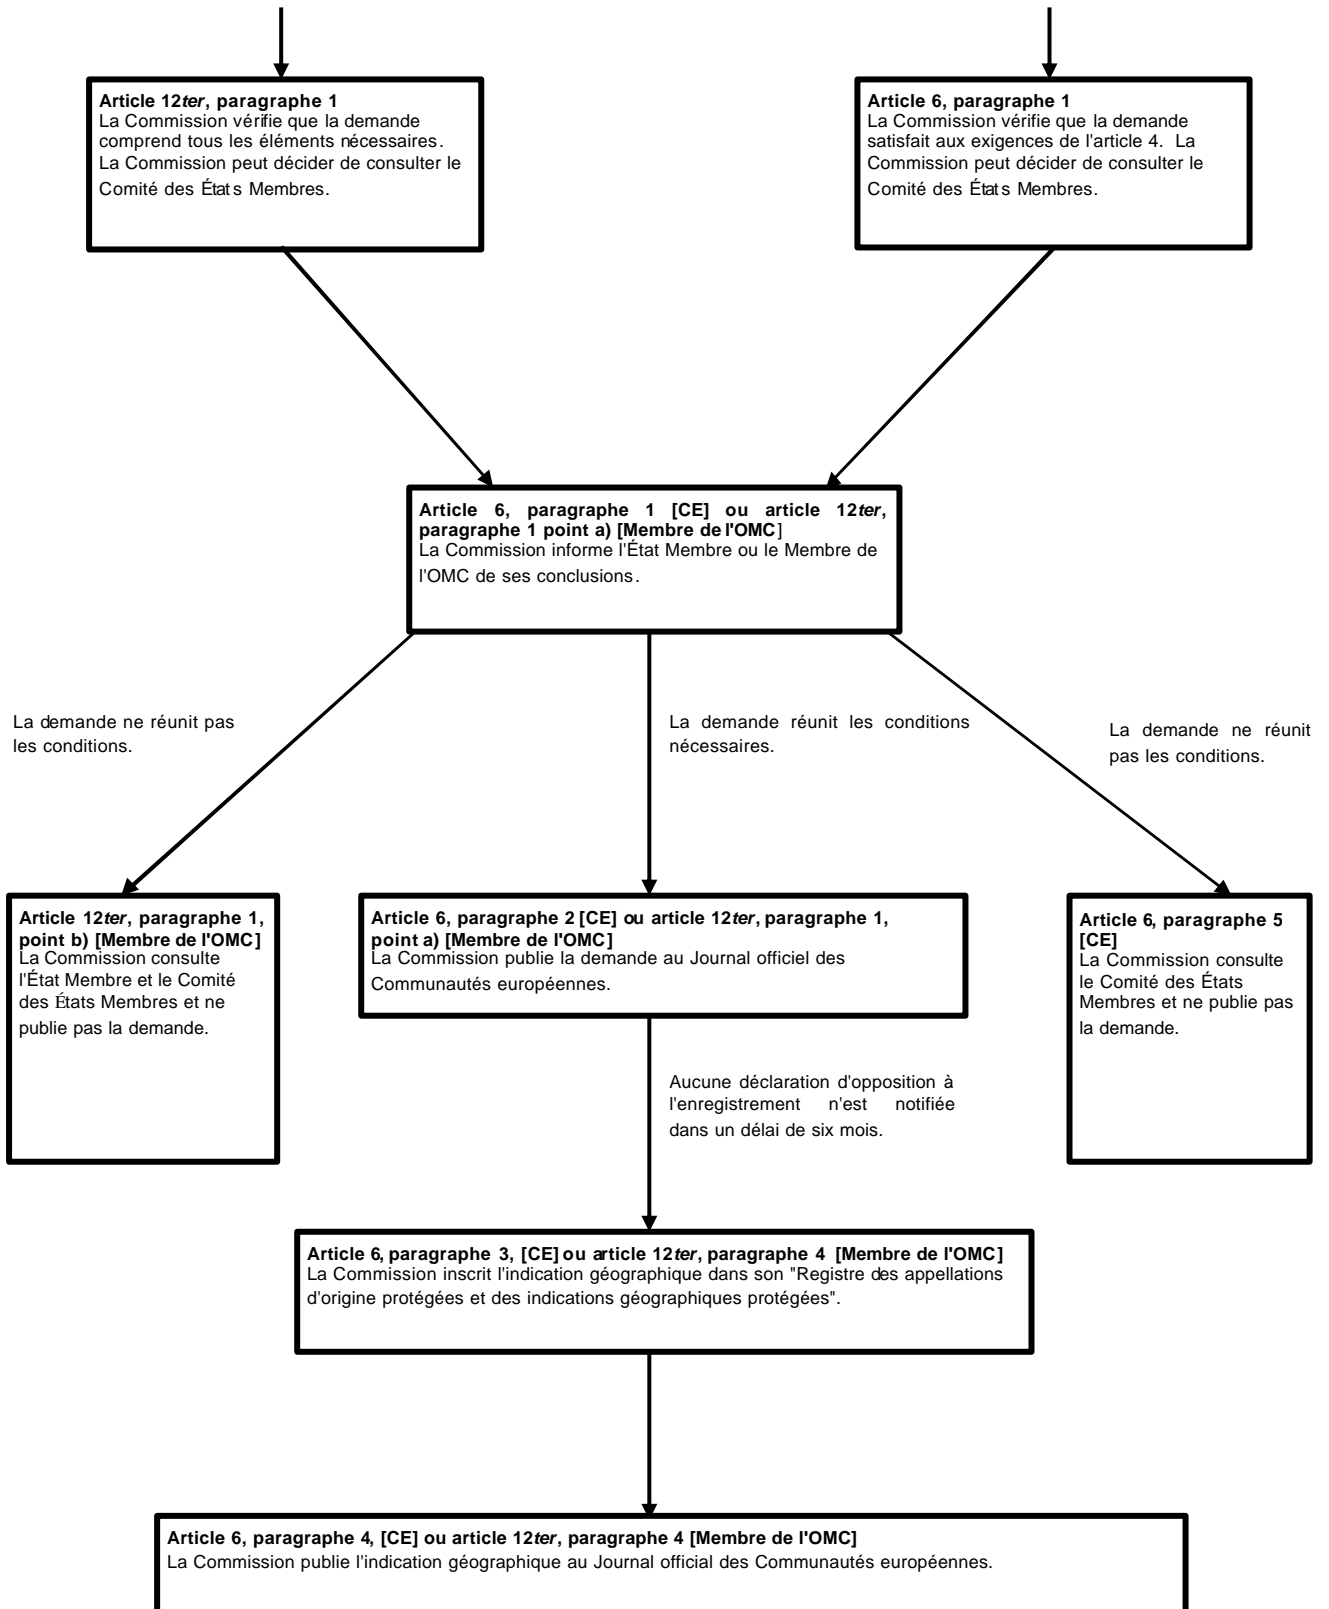 Article 12ter, paragraphe 1
La Commission vérifie que la demande
comprend tous les éléments nécessaires.
La Commission peut décider de consulter le
Comité des États Membres.
Article 6, paragraphe 1
La Commission vérifie que la demande
satisfait aux exigences de l'article 4. La
Commission peut décider de consulter le
Comité des États Membres.
Article 6, paragraphe 1 [CE] ou article 12ter,
paragraphe 1 point a) [Membre de l'OMC]
La Commission informe l'État Membre ou le Membre de
l'OMC de ses conclusions.
La demande ne réunit pas
les conditions.
La demande réunit les conditions
nécessaires.
La demande ne réunit
pas les conditions.
Article 12ter, paragraphe 1,
point b) [Membre de l'OMC]
La Commission consulte
l'État Membre et le Comité
des États Membres et ne
publie pas la demande.
Article 6, paragraphe 2 [CE] ou article 12ter, paragraphe 1,
point a) [Membre de l'OMC]
La Commission publie la demande au Journal officiel des
Communautés européennes.
Article 6, paragraphe 5
[CE]
La Commission consulte
le Comité des États
Membres et ne publie pas
la demande.
Aucune déclaration d'opposition à
l'enregistrement n'est notifiée
dans un délai de six mois.
Article 6, paragraphe 3, [CE] ou article 12ter, paragraphe 4 [Membre de l'OMC]
La Commission inscrit l'indication géographique dans son "Registre des appellations
d'origine protégées et des indications géographiques protégées".
Article 6, paragraphe 4, [CE] ou article 12ter, paragraphe 4 [Membre de l'OMC]
La Commission publie l'indication géographique au Journal official des Communautés européennes.